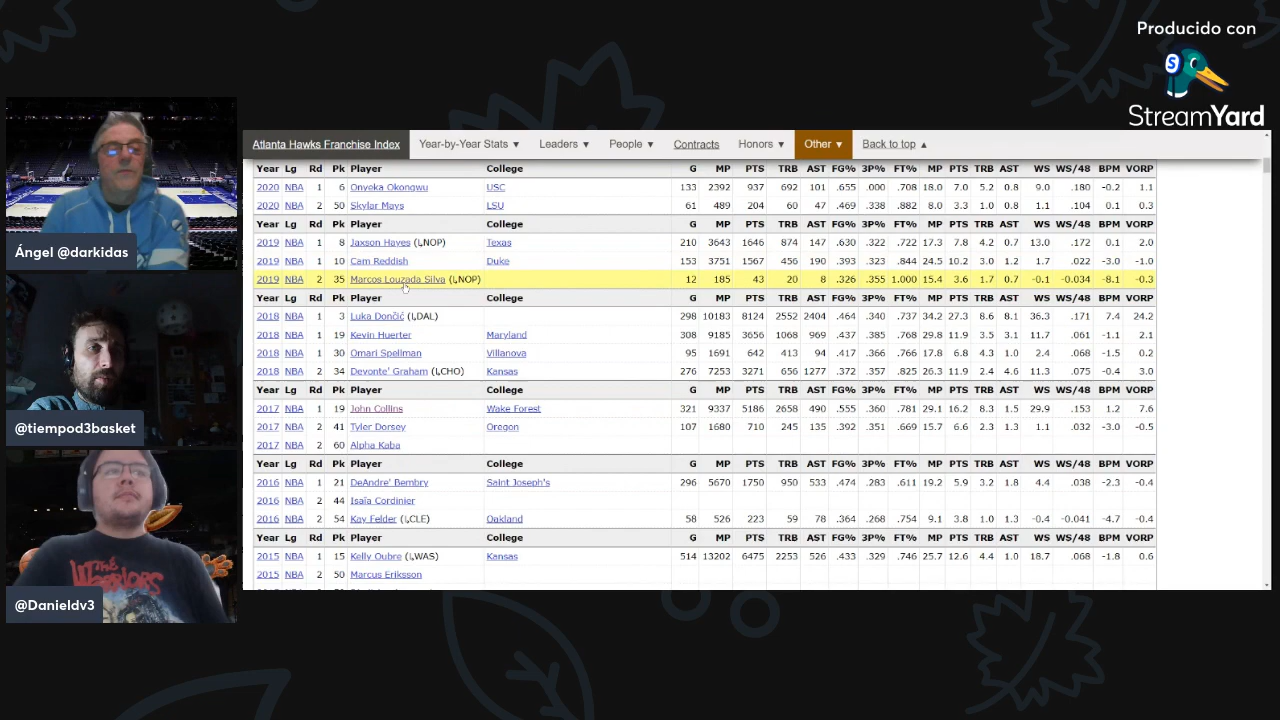 Producido con
S
StreamYard
Ángel @darkidas
@tiempod3basket
The
WARRIORS
@Danieldv3
Atlanta Hawks Franchise Index Year-by-Year Stats ▼ Leaders ▼ People ▼ Contracts Honors ▼ Other ▼ Back to top ▲
Year Lg Rd Pk Player College G MP PTS TRB AST FG% 3P% FT% MP PTS TRB AST WS WS/48 BPM VORP
2020 NBA 1 6 Onyeka Okongwu USC 133 2392 937 692 101 .655 .000 .708 18.0 7.0 5.2 0.8 9.0 .180 -0.2 1.1
2020 NBA 2 50 Skylar Mays LSU 61 489 204 60 47 .469 .338 .882 8.0 3.3 1.0 0.8 1.1 .104 0.1 0.3
Year Lg Rd Pk Player College G MP PTS TRB AST FG% 3P% FT% MP PTS TRB AST WS WS/48 BPM VORP
2019 NBA 1 8 Jaxson Hayes (↳NOP) Texas 210 3643 1646 874 147 .630 .322 .722 17.3 7.8 4.2 0.7 13.0 .172 0.1 2.0
2019 NBA 1 10 Cam Reddish Duke 153 3751 1567 456 190 .393 .323 .844 24.5 10.2 3.0 1.2 1.7 .022 -3.0 -1.0
2019 NBA 2 35 Marcos Louzada Silva (↳NOP) 12 185 43 20 8 .326 .355 1.000 15.4 3.6 1.7 0.7 -0.1 -0.034 -8.1 -0.3
Year Lg Rd Pk Player College G MP PTS TRB AST FG% 3P% FT% MP PTS TRB AST WS WS/48 BPM VORP
2018 NBA 1 3 Luka Dončić (↳DAL) 298 10183 8124 2552 2404 .464 .340 .737 34.2 27.3 8.6 8.1 36.3 .171 7.4 24.2
2018 NBA 1 19 Kevin Huerter Maryland 308 9185 3656 1068 969 .437 .385 .768 29.8 11.9 3.5 3.1 11.7 .061 -1.1 2.1
2018 NBA 1 30 Omari Spellman Villanova 95 1691 642 413 94 .417 .366 .766 17.8 6.8 4.3 1.0 2.4 .068 -1.5 0.2
2018 NBA 2 34 Devonte' Graham (↳CHO) Kansas 276 7253 3271 656 1277 .372 .357 .825 26.3 11.9 2.4 4.6 11.3 .075 -0.4 3.0
Year Lg Rd Pk Player College G MP PTS TRB AST FG% 3P% FT% MP PTS TRB AST WS WS/48 BPM VORP
2017 NBA 1 19 John Collins Wake Forest 321 9337 5186 2658 490 .555 .360 .781 29.1 16.2 8.3 1.5 29.9 .153 1.2 7.6
2017 NBA 2 41 Tyler Dorsey Oregon 107 1680 710 245 135 .392 .351 .669 15.7 6.6 2.3 1.3 1.1 .032 -3.0 -0.5
2017 NBA 2 60 Alpha Kaba
Year Lg Rd Pk Player College G MP PTS TRB AST FG% 3P% FT% MP PTS TRB AST WS WS/48 BPM VORP
2016 NBA 1 21 DeAndre' Bembry Saint Joseph's 296 5670 1750 950 533 .474 .283 .611 19.2 5.9 3.2 1.8 4.4 .038 -2.3 -0.4
2016 NBA 2 44 Isaïa Cordinier
2016 NBA 2 54 Kay Felder (↳CLE) Oakland 58 526 223 59 78 .364 .268 .754 9.1 3.8 1.0 1.3 -0.4 -0.041 -4.7 -0.4
Year Lg Rd Pk Player College G MP PTS TRB AST FG% 3P% FT% MP PTS TRB AST WS WS/48 BPM VORP
2015 NBA 1 15 Kelly Oubre (↳WAS) Kansas 514 13202 6475 2253 526 .433 .329 .746 25.7 12.6 4.4 1.0 18.7 .068 -1.8 0.6
2015 NBA 2 50 Marcus Eriksson